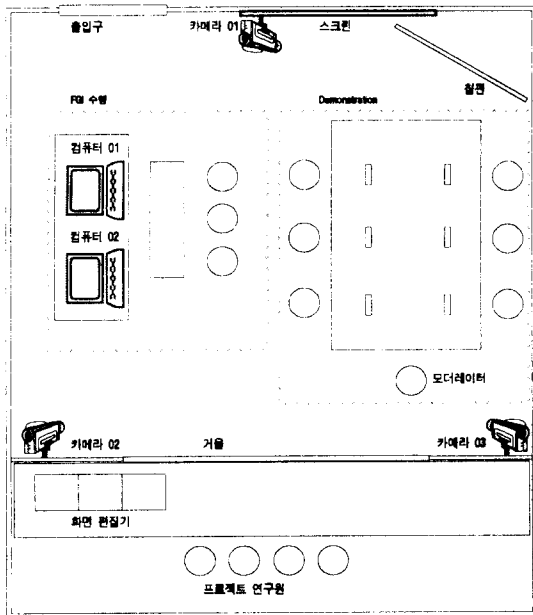 출입구
카메라 01
스크린
칠판
FGI 수행
Demonstration
컴퓨터 01
컴퓨터 02
모더레이터
카메라 02
거울
카메라 03
화면 편집기
프로젝트 연구원